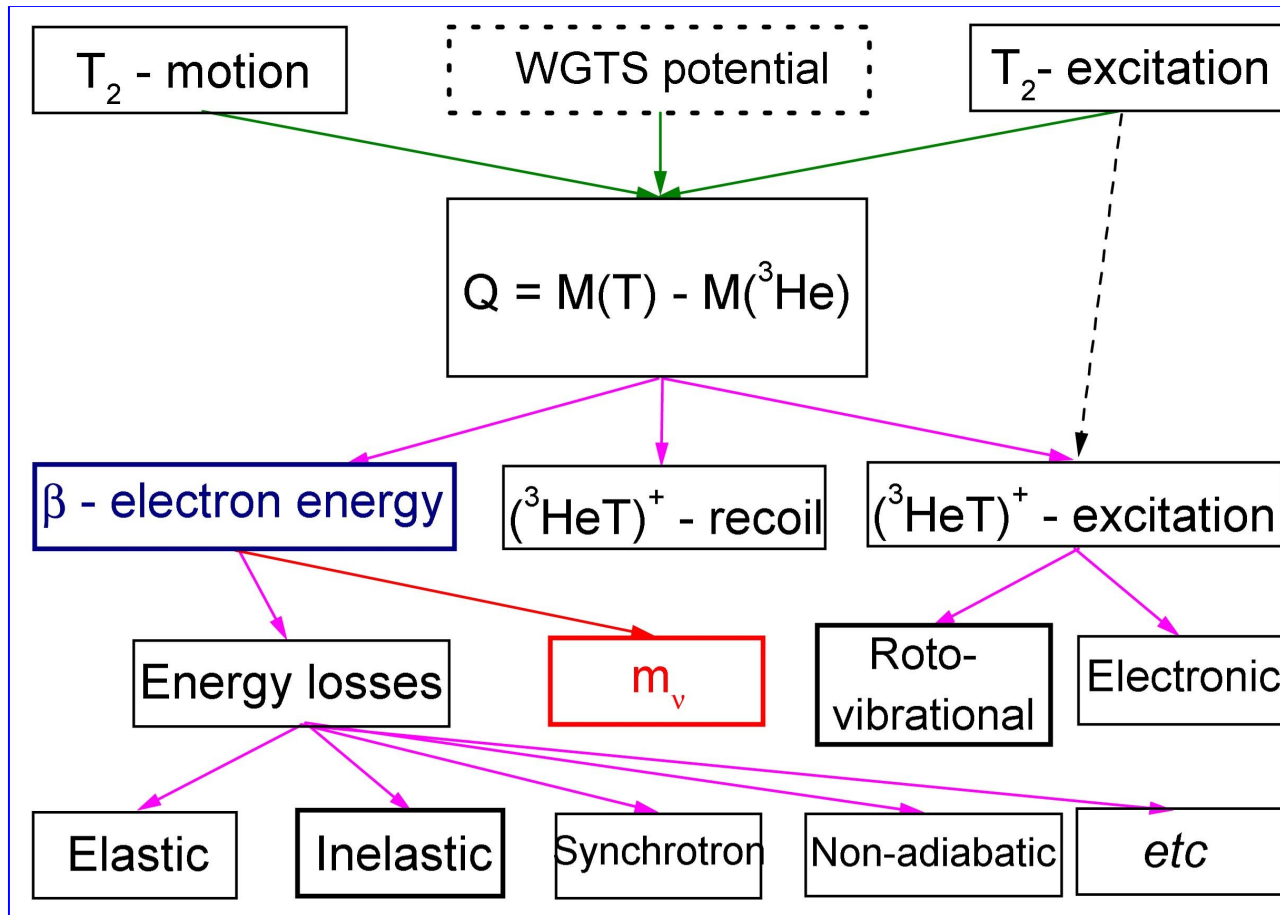 T₂ - motion
WGTS potential
T₂- excitation
Q = M(T) - M(³He)
β - electron energy
(³HeT)⁺ - recoil
(³HeT)⁺ - excitation
Energy losses
mᵥ
Roto-
vibrational
Electronic
Elastic
Inelastic
Synchrotron
Non-adiabatic
etc